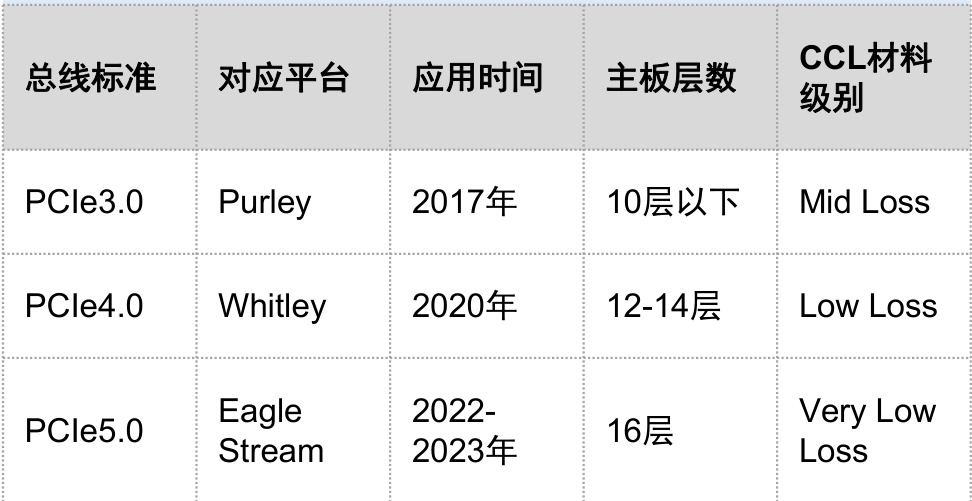 总线标准
对应平台
应用时间
主板层数
CCL材料
级别
PCIe3.0
Purley
2017年
10层以下
Mid Loss
PCIe4.0
Whitley
2020年
12-14层
Low Loss
PCIe5.0
Eagle
Stream
2022-
2023年
16层
Very Low
Loss